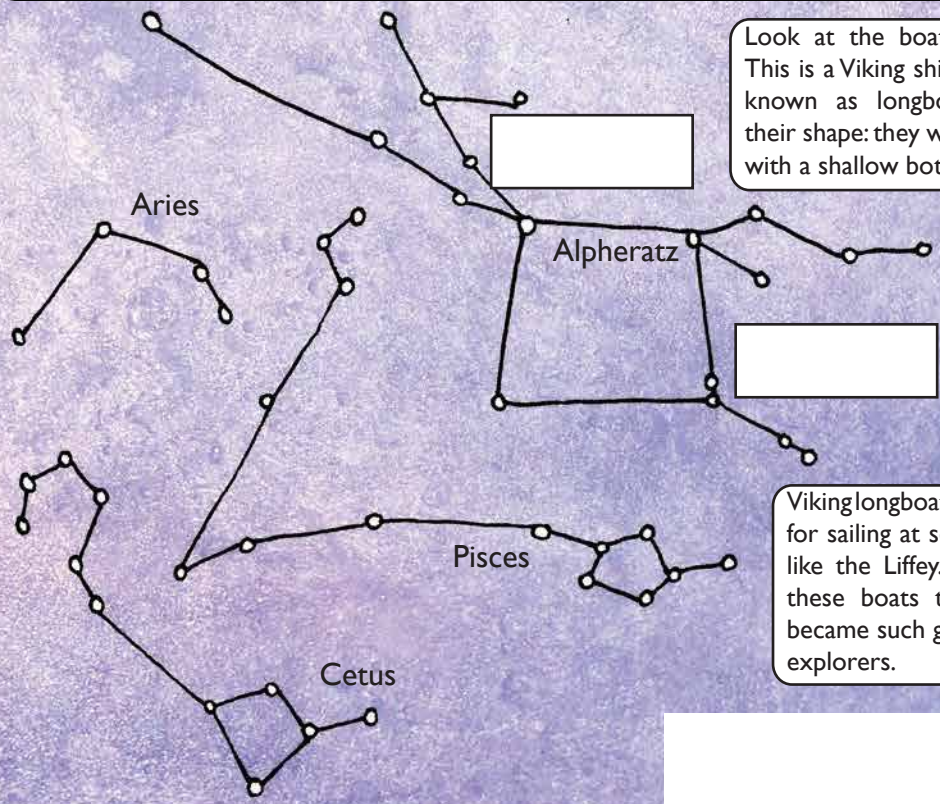 Look at the boat
This is a Viking shi
known as longbo
their shape: they w
with a shallow bot
Aries
Alpheratz
Viking longboat
for sailing at s
like the Liffey.
these boats t
became such g
explorers.
Pisces
Cetus